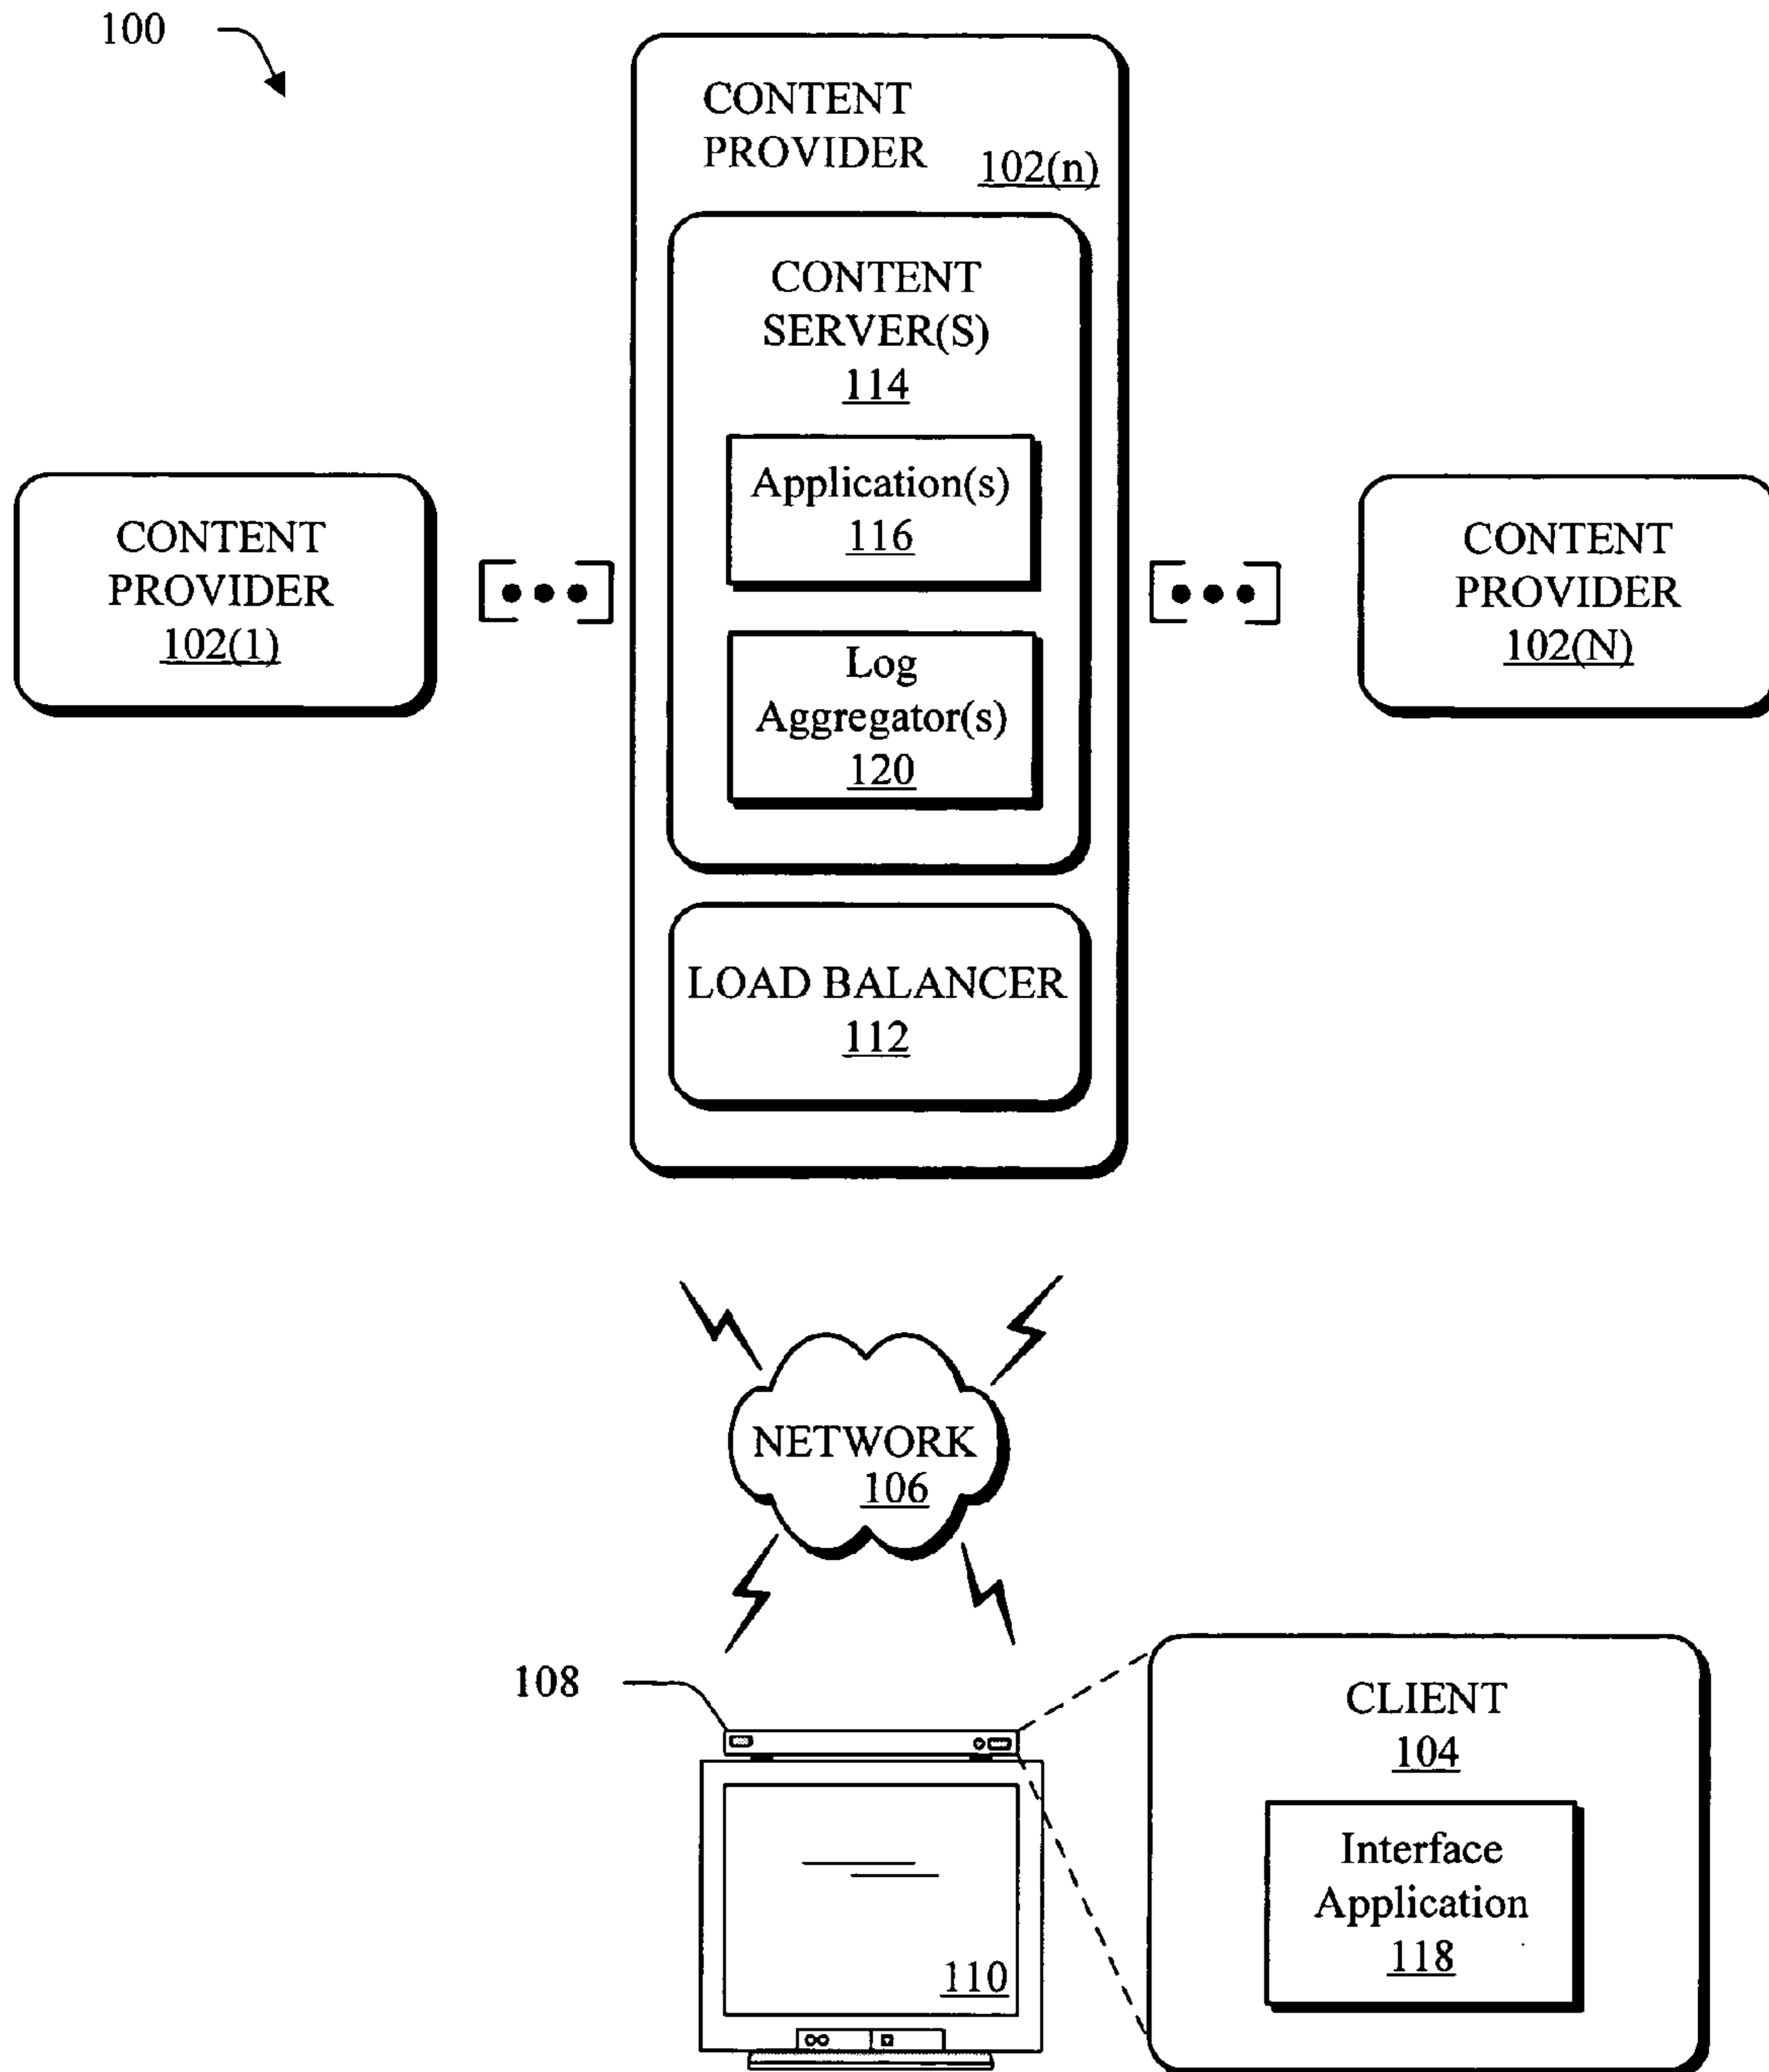 100
CONTENT
PROVIDER
102(n)
CONTENT
SERVER(S)
114
Application(s)
116
Log
Aggregator(s)
120
LOAD BALANCER
112
CONTENT
PROVIDER
102(1)
CONTENT
PROVIDER
102(N)
NETWORK
106
108
110
CLIENT
104
Interface
Application
118